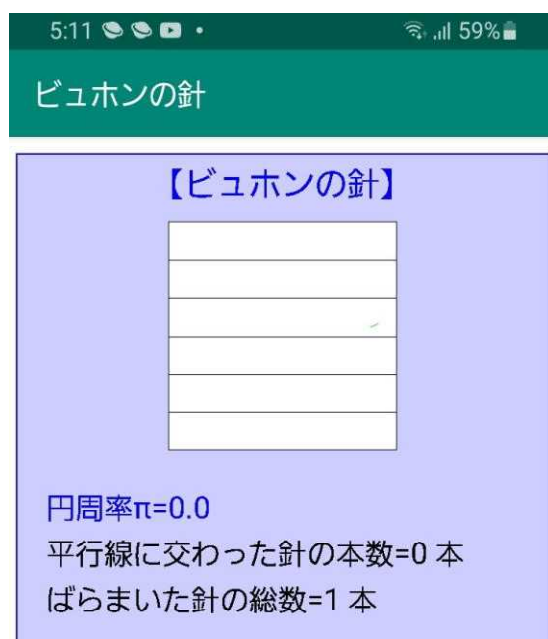 5:11 59%
ビュホンの針
【ビュホンの針】
円周率π=0.0
平行線に交わった針の本数=0 本
ばらまいた針の総数=1 本